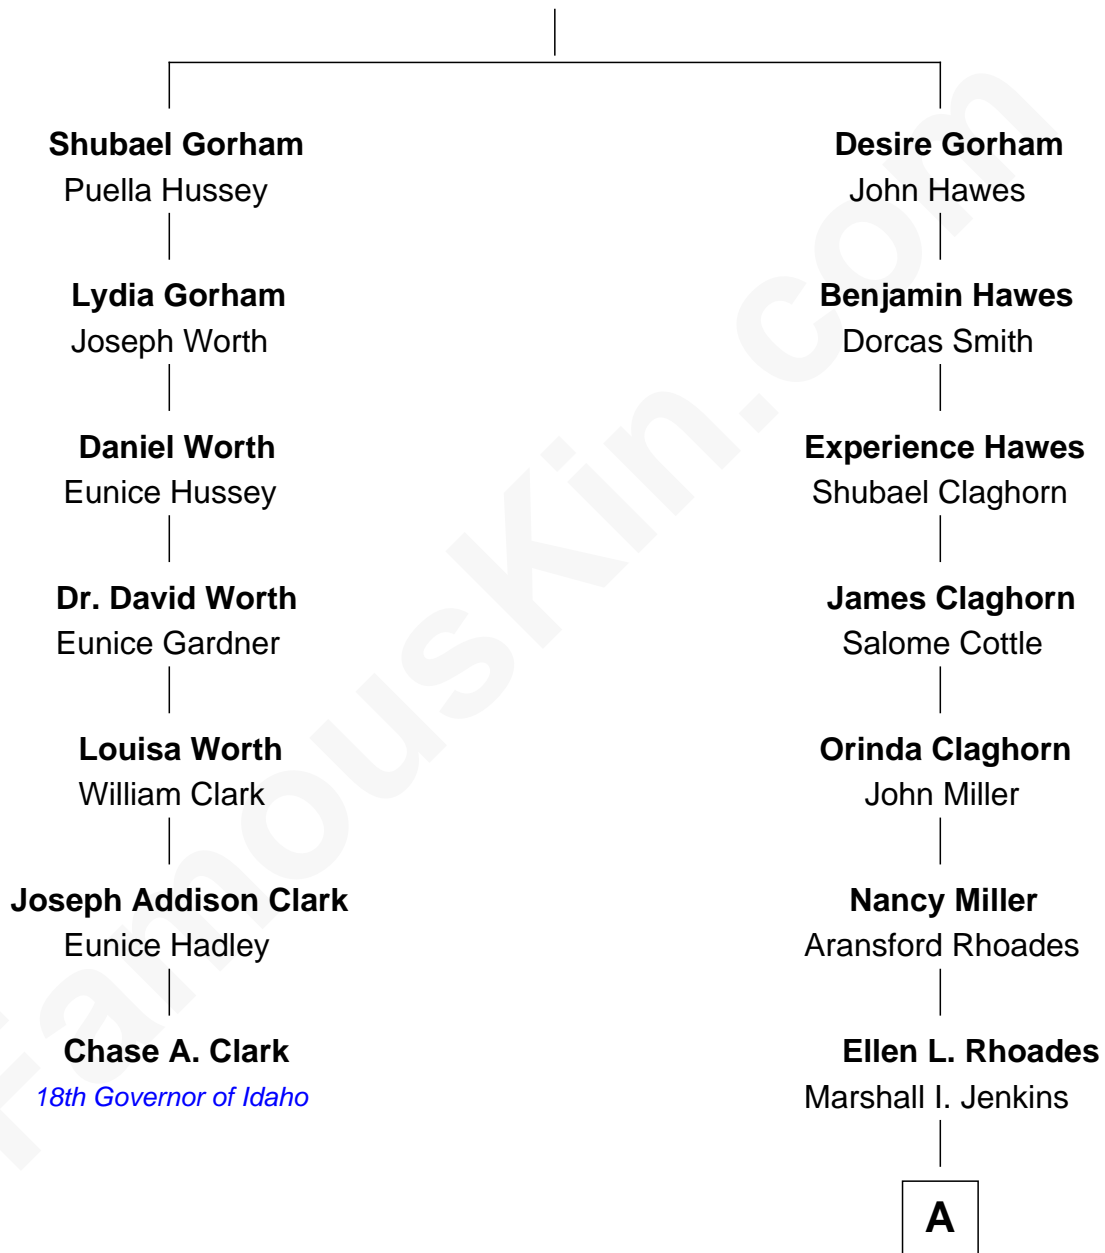 Shubael Gorham
Puella Hussey
Lydia Gorham
Joseph Worth
Daniel Worth
Eunice Hussey
Dr. David Worth
Eunice Gardner
Louisa Worth
William Clark
Joseph Addison Clark
Eunice Hadley
Chase A. Clark
18th Governor of Idaho
Desire Gorham
John Hawes
Benjamin Hawes
Dorcas Smith
Experience Hawes
Shubael Claghorn
James Claghorn
Salome Cottle
Orinda Claghorn
John Miller
Nancy Miller
Aransford Rhoades
Ellen L. Rhoades
Marshall I. Jenkins
A
FamousKin.com